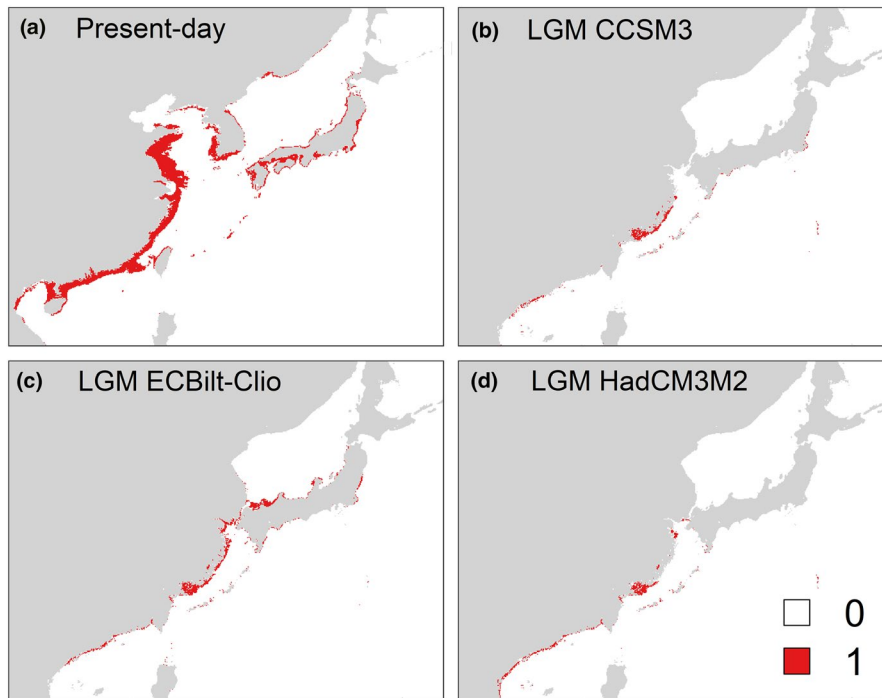 (a) Present-day
(b) LGM CCSM3
(c) LGM ECBilt-Clio
(d) LGM HadCM3M2
0
1